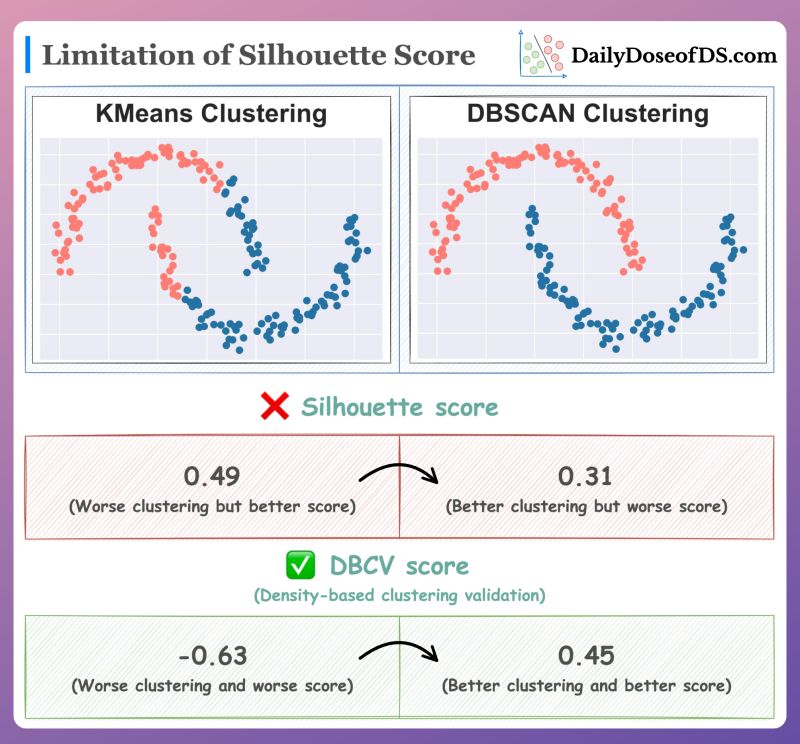 Limitation of Silhouette Score
DailyDoseofDS.com
KMeans Clustering
DBSCAN Clustering
Silhouette score
0.49
(Worse clustering but better score)
0.31
(Better clustering but worse score)
DBCV score
(Density-based clustering validation)
-0.63
(Worse clustering and worse score)
0.45
(Better clustering and better score)